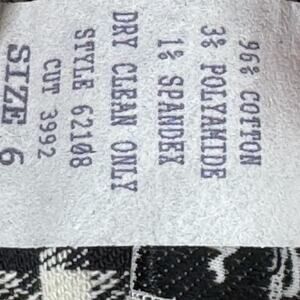 96% COTTON
3% POLYAMIDE
1% SPANDEX
DRY CLEAN ONLY
STYLE 62108
CUT 3992
SIZE 6